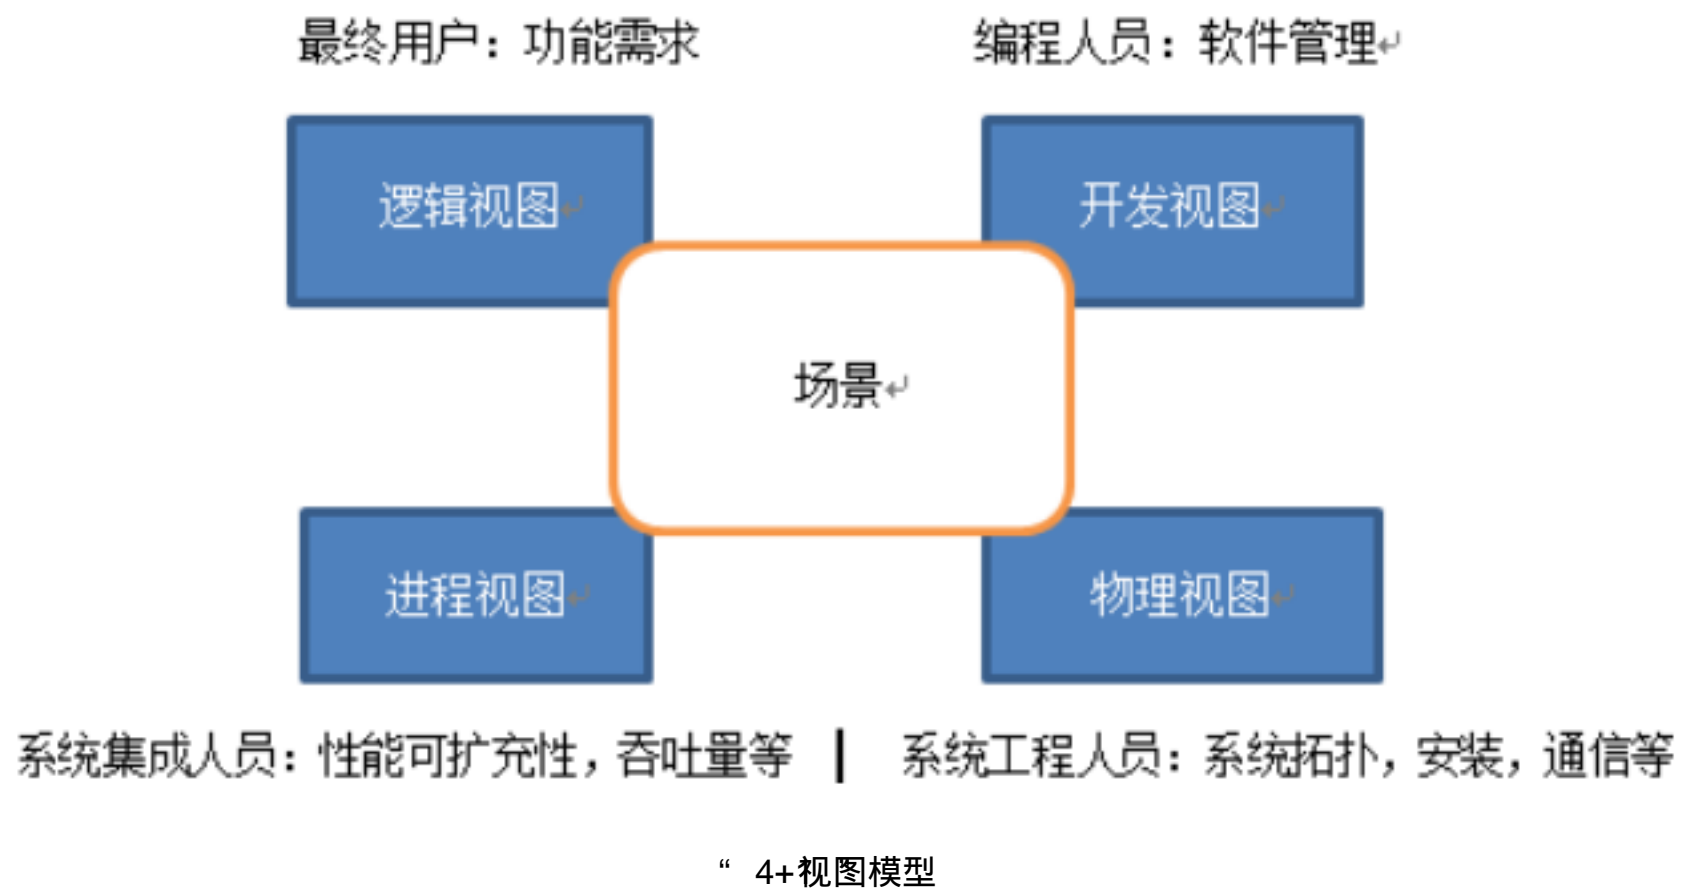 最终用户：功能需求
编程人员：软件管理
逻辑视图
开发视图
场景
进程视图
物理视图
系统集成人员：性能可扩充性，吞吐量等
系统工程人员：系统拓扑，安装，通信等
“ 4+视图模型